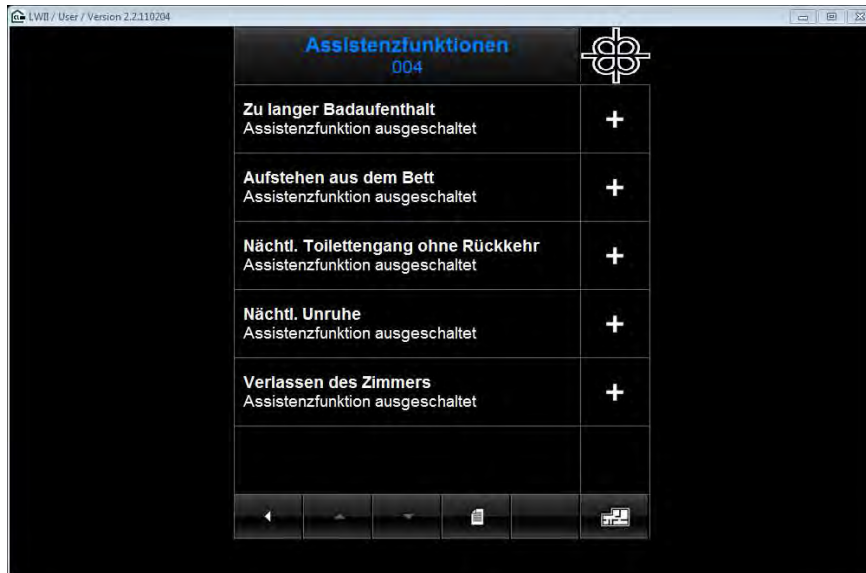 LWII / User / Version 2.2.110204
Assistenzfunktionen
004
Zu langer Badaufenthalt
Assistenzfunktion ausgeschaltet
Aufstehen aus dem Bett
Assistenzfunktion ausgeschaltet
Nächtl. Toilettengang ohne Rückkehr
Assistenzfunktion ausgeschaltet
Nächtl. Unruhe
Assistenzfunktion ausgeschaltet
Verlassen des Zimmers
Assistenzfunktion ausgeschaltet